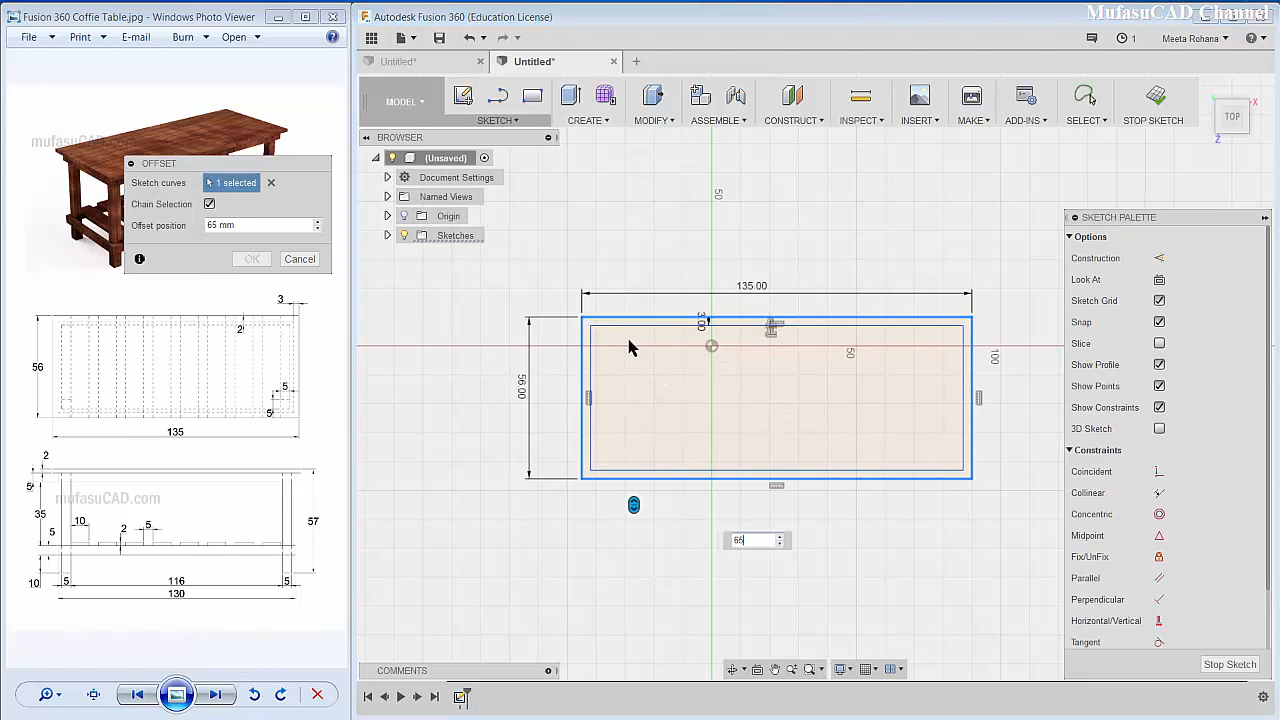 Fusion 360 Coffie Table.jpg - Windows Photo Viewer
File
Print
E-mail
Burn
Open
mufasuCAD.com
OFFSET
Sketch curves
1 selected
Chain Selection
Offset position
65 mm
OK
Cancel
3
2
56
5
5
135
2
5
mufasuCAD.com
35
10
2
5
57
5
10
5
116
5
130
Autodesk Fusion 360 (Education License)
MufasuCAD Channel
1
Meeta Rohana
Untitled*
Untitled*
MODEL
SKETCH
CREATE
MODIFY
ASSEMBLE
CONSTRUCT
INSPECT
INSERT
MAKE
ADD-INS
SELECT
STOP SKETCH
BROWSER
(Unsaved)
Document Settings
Named Views
Origin
Sketches
TOP
X
Z
50
135.00
3.00
56.00
50
100
65
SKETCH PALETTE
Options
Construction
Look At
Sketch Grid
Snap
Slice
Show Profile
Show Points
Show Constraints
3D Sketch
Constraints
Coincident
Collinear
Concentric
Midpoint
Fix/UnFix
Parallel
Perpendicular
Horizontal/Vertical
Tangent
Stop Sketch
COMMENTS